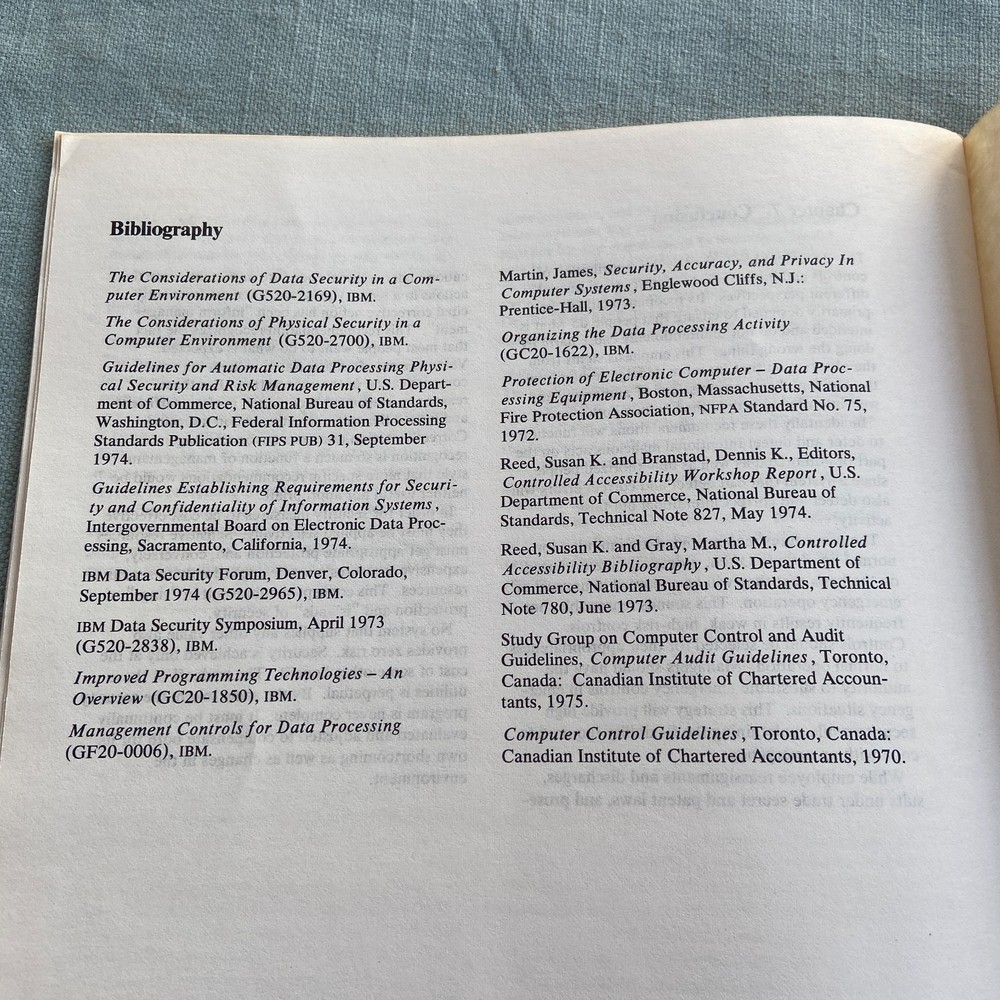 Bibliography
The Considerations of Data Security in a Com-
puter Environment (G520-2169), IBM.
The Considerations of Physical Security in a
Computer Environment (G520-2700), IBM.
Guidelines for Automatic Data Processing Physi-
cal Security and Risk Management, U.S. Depart-
ment of Commerce, National Bureau of Standards,
Washington, D.C., Federal Information Processing
Standards Publication (FIPS PUB) 31, September
1974.
Guidelines Establishing Requirements for Securi-
ty and Confidentiality of Information Systems,
Intergovernmental Board on Electronic Data Proc-
essing, Sacramento, California, 1974.
IBM Data Security Forum, Denver, Colorado,
September 1974 (G520-2965), IBM.
IBM Data Security Symposium, April 1973
(G520-2838), IBM.
Improved Programming Technologies – An
Overview (GC20-1850), IBM.
Management Controls for Data Processing
(GF20-0006), IBM.
Martin, James, Security, Accuracy, and Privacy In
Computer Systems, Englewood Cliffs, N.J.:
Prentice-Hall, 1973.
Organizing the Data Processing Activity
(GC20-1622), IBM.
Protection of Electronic Computer – Data Proc-
essing Equipment, Boston, Massachusetts, National
Fire Protection Association, NFPA Standard No. 75,
1972.
Reed, Susan K. and Branstad, Dennis K., Editors,
Controlled Accessibility Workshop Report, U.S.
Department of Commerce, National Bureau of
Standards, Technical Note 827, May 1974.
Reed, Susan K. and Gray, Martha M., Controlled
Accessibility Bibliography, U.S. Department of
Commerce, National Bureau of Standards, Technical
Note 780, June 1973.
Study Group on Computer Control and Audit
Guidelines, Computer Audit Guidelines, Toronto,
Canada: Canadian Institute of Chartered Accoun-
tants, 1975.
Computer Control Guidelines, Toronto, Canada:
Canadian Institute of Chartered Accountants, 1970.